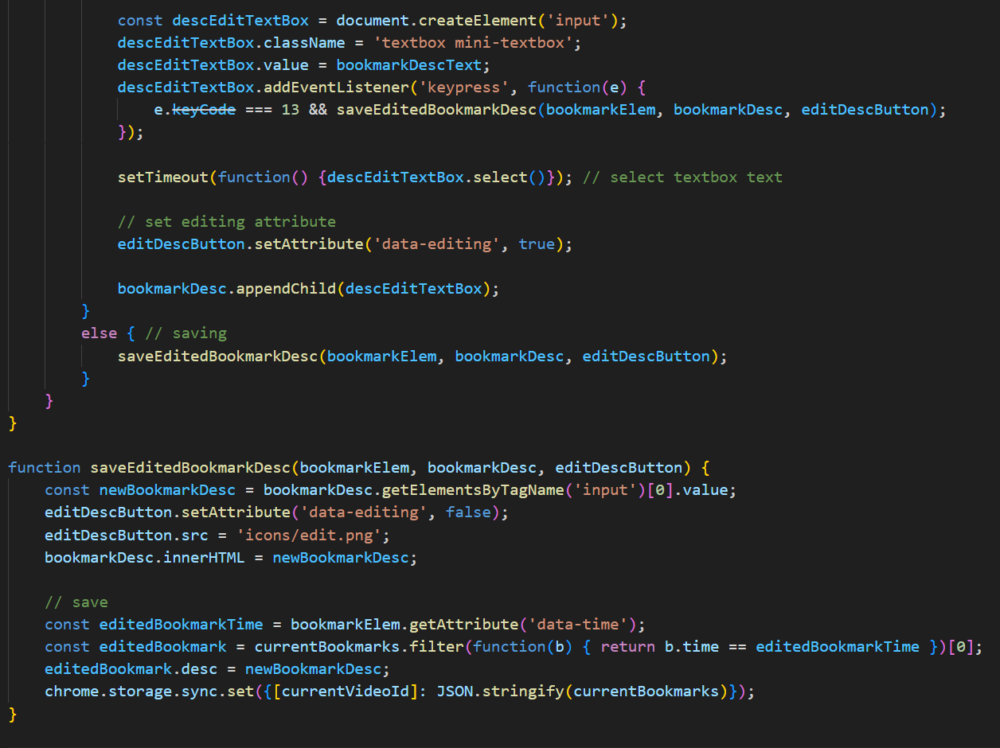 const descEditTextBox = document.createElement('input');
descEditTextBox.className = 'textbox mini-textbox';
descEditTextBox.value = bookmarkDescText;
descEditTextBox.addEventListener('keypress', function(e) {
e.keyCode === 13 && saveEditedBookmarkDesc(bookmarkElem, bookmarkDesc, editDescButton);
});
setTimeout(function() {descEditTextBox.select()}); // select textbox text
// set editing attribute
editDescButton.setAttribute('data-editing', true);
bookmarkDesc.appendChild(descEditTextBox);
}
else { // saving
saveEditedBookmarkDesc(bookmarkElem, bookmarkDesc, editDescButton);
}
}
}
function saveEditedBookmarkDesc(bookmarkElem, bookmarkDesc, editDescButton) {
const newBookmarkDesc = bookmarkDesc.getElementsByTagName('input')[0].value;
editDescButton.setAttribute('data-editing', false);
editDescButton.src = 'icons/edit.png';
bookmarkDesc.innerHTML = newBookmarkDesc;
// save
const editedBookmarkTime = bookmarkElem.getAttribute('data-time');
const editedBookmark = currentBookmarks.filter(function(b) { return b.time == editedBookmarkTime })[0];
editedBookmark.desc = newBookmarkDesc;
chrome.storage.sync.set({[currentVideoId]: JSON.stringify(currentBookmarks)});
}